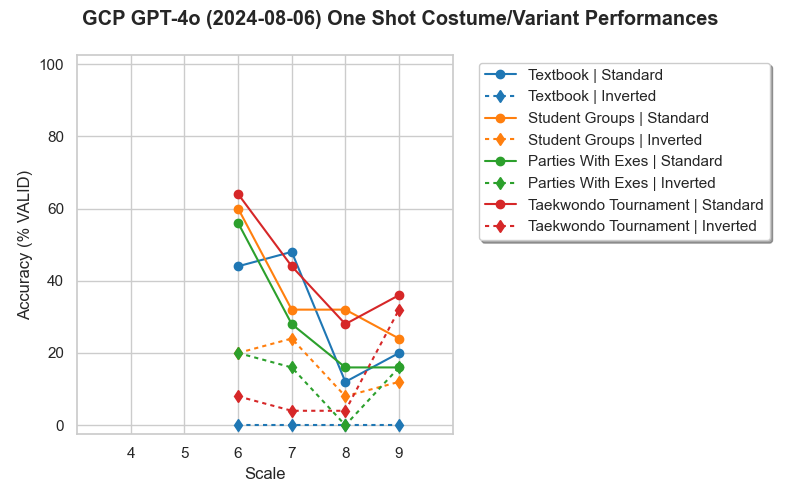 GCP GPT-4o (2024-08-06) One Shot Costume/Variant Performances
100
80
60
40
20
0
Accuracy (% VALID)
4 5 6 7 8 9
Scale
Textbook | Standard
Textbook | Inverted
Student Groups | Standard
Student Groups | Inverted
Parties With Exes | Standard
Parties With Exes | Inverted
Taekwondo Tournament | Standard
Taekwondo Tournament | Inverted